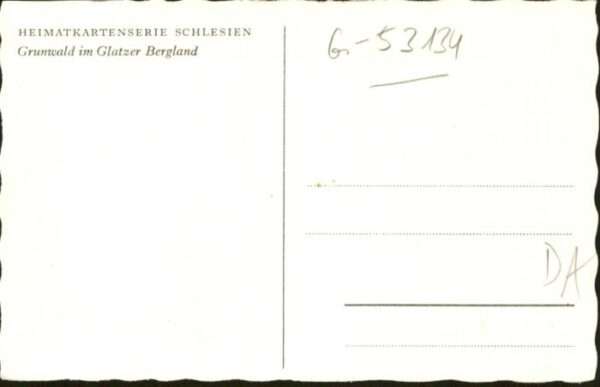 HEIMATKARTENSERIE SCHLESIEN
Grunwald im Glatzer Bergland
G-53134
DA